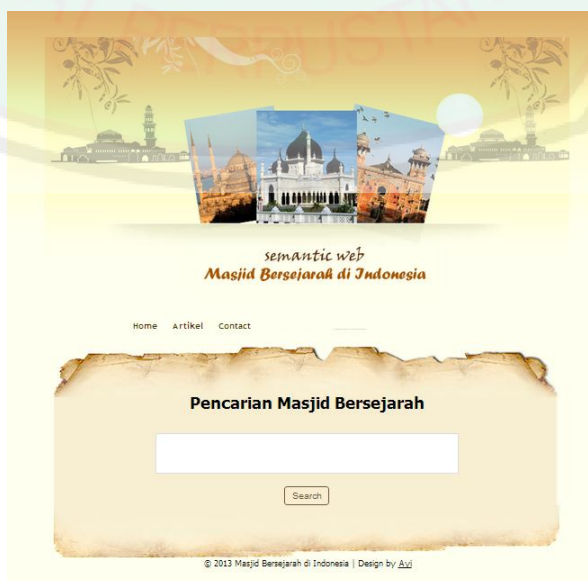 semantic web
Masjid Bersejarah di Indonesia
Home Artikel Contact
Pencarian Masjid Bersejarah
Search
© 2013 Masjid Bersejarah di Indonesia | Design by Ayi